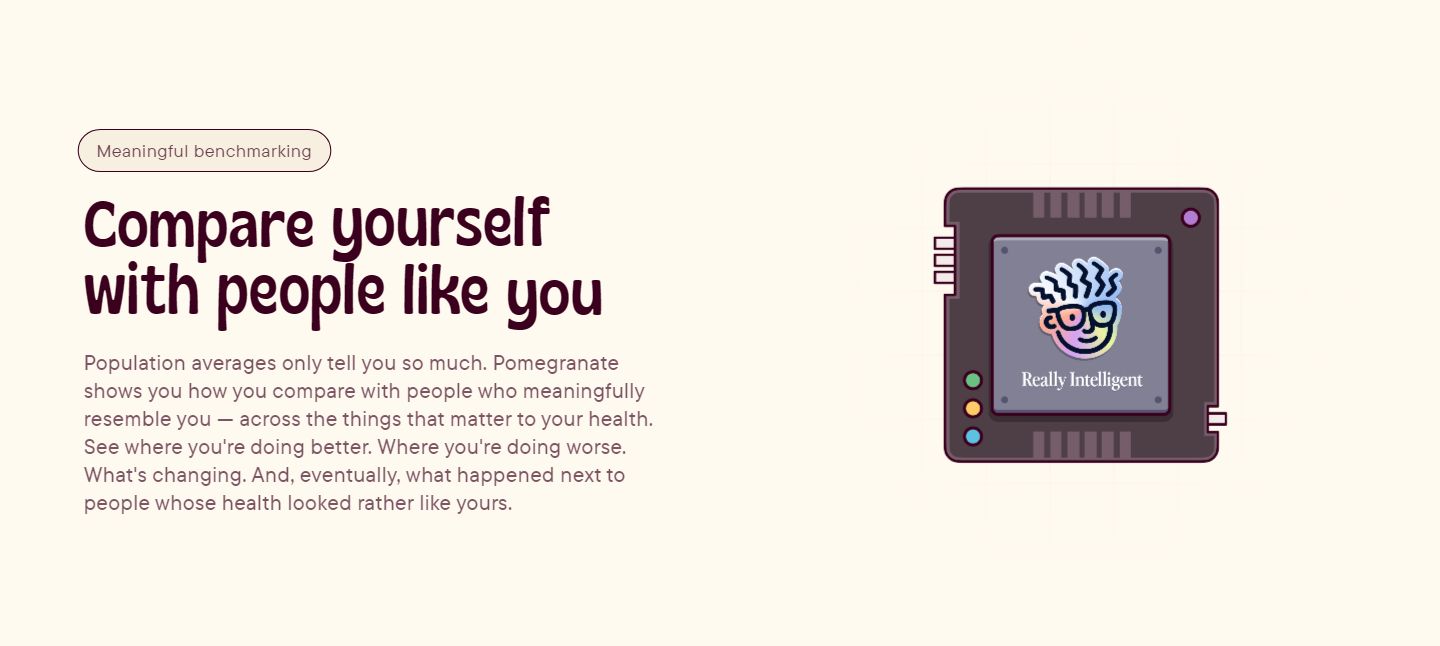 Meaningful benchmarking
Compare yourself
with people like you
Population averages only tell you so much. Pomegranate
shows you how you compare with people who meaningfully
resemble you — across the things that matter to your health.
See where you're doing better. Where you're doing worse.
What's changing. And, eventually, what happened next to
people whose health looked rather like yours.
Really Intelligent